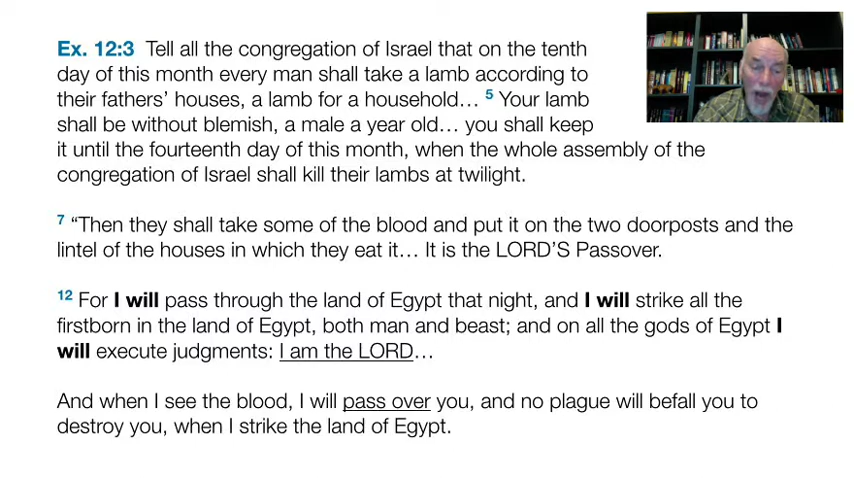 Ex. 12:3 Tell all the congregation of Israel that on the tenth
day of this month every man shall take a lamb according to
their fathers’ houses, a lamb for a household… 5 Your lamb
shall be without blemish, a male a year old… you shall keep
it until the fourteenth day of this month, when the whole assembly of the
congregation of Israel shall kill their lambs at twilight.
7 “Then they shall take some of the blood and put it on the two doorposts and the
lintel of the houses in which they eat it… It is the LORD’S Passover.
12 For I will pass through the land of Egypt that night, and I will strike all the
firstborn in the land of Egypt, both man and beast; and on all the gods of Egypt I
will execute judgments: I am the LORD…
And when I see the blood, I will pass over you, and no plague will befall you to
destroy you, when I strike the land of Egypt.